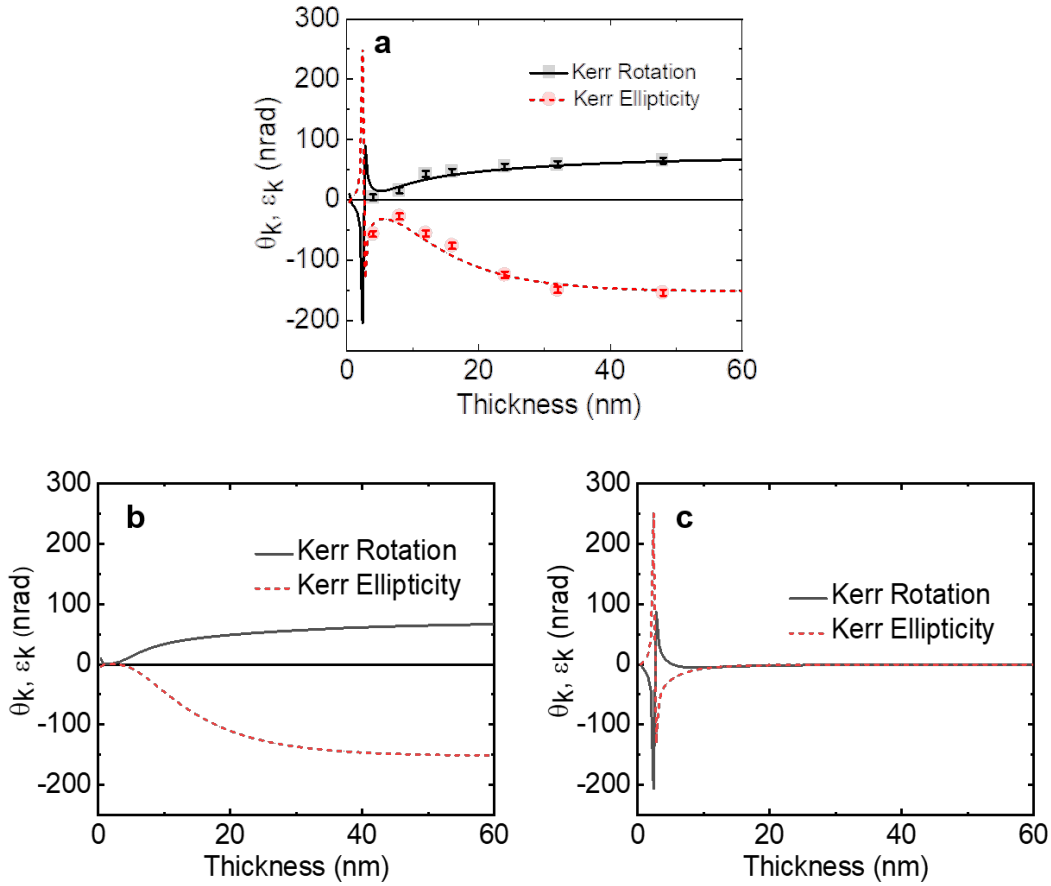 a
300
200
100
0
-100
-200
θk, εk (nrad)
Kerr Rotation
Kerr Ellipticity
0 20 40 60
Thickness (nm)
b
300
200
100
0
-100
-200
θk, εk (nrad)
Kerr Rotation
Kerr Ellipticity
0 20 40 60
Thickness (nm)
c
300
200
100
0
-100
-200
θk, εk (nrad)
Kerr Rotation
Kerr Ellipticity
0 20 40 60
Thickness (nm)